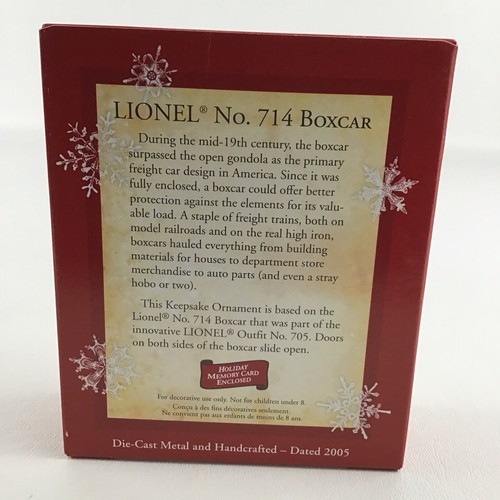 LIONEL® No. 714 Boxcar
During the mid-19th century, the boxcar
surpassed the open gondola as the primary
freight car design in America. Since it was
fully enclosed, a boxcar could offer better
protection against the elements for its valu-
able load. A staple of freight trains, both on
model railroads and on the real high iron,
boxcars hauled everything from building
materials for houses to department store
merchandise to auto parts (and even a stray
hobo or two).
This Keepsake Ornament is based on the
Lionel® No. 714 Boxcar that was part of the
innovative LIONEL® Outfit No. 705. Doors
on both sides of the boxcar slide open.
HOLIDAY
MEMORY CARD
ENCLOSED
For decorative use only. Not for children under 8.
Conçu à des fins décoratives seulement.
Ne convient pas aux enfants de moins de 8 ans.
Die-Cast Metal and Handcrafted – Dated 2005